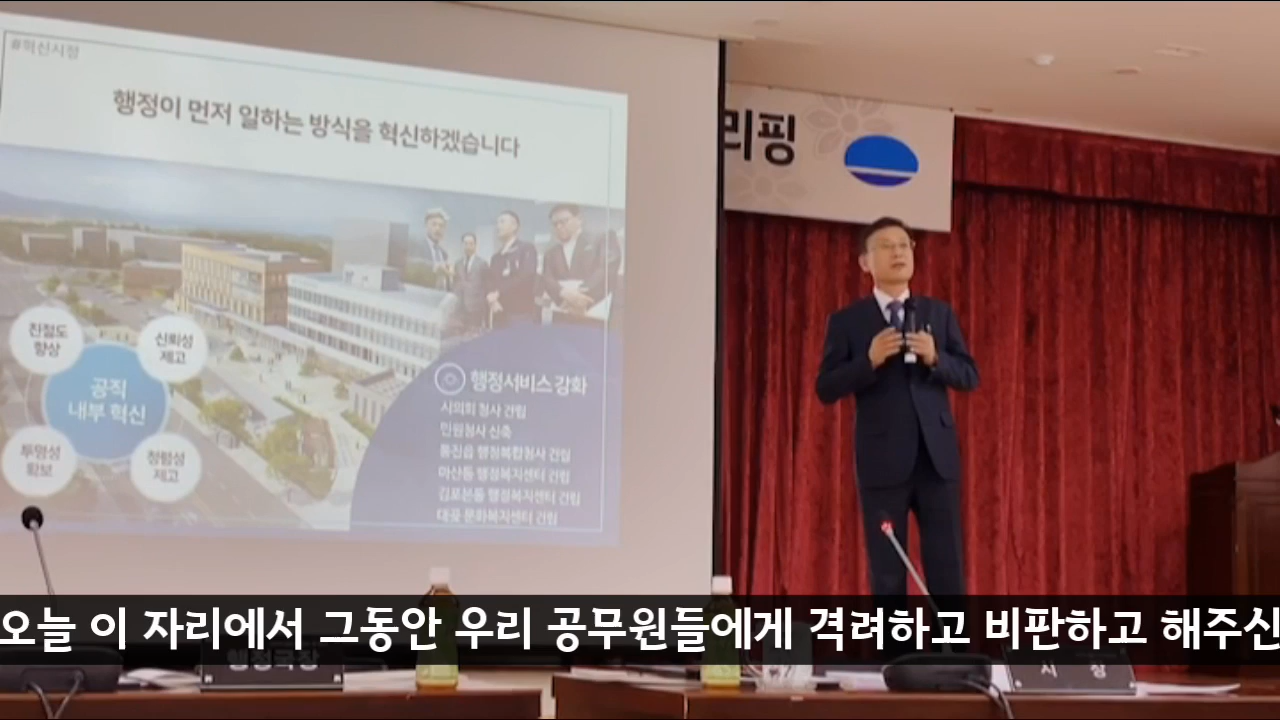 #혁신시정
행정이 먼저 일하는 방식을 혁신하겠습니다
리핑
친절도
향상
신뢰성
제고
공직
내부 혁신
투명성
확보
청렴성
제고
행정서비스 강화
시의회 청사 건립
민원청사 신축
통진읍 행정복합청사 건립
마산동 행정복지센터 건립
김포본동 행정복지센터 건립
대곶 문화복지센터 건립
오늘 이 자리에서 그동안 우리 공무원들에게 격려하고 비판하고 해주신
행정국장
시 장